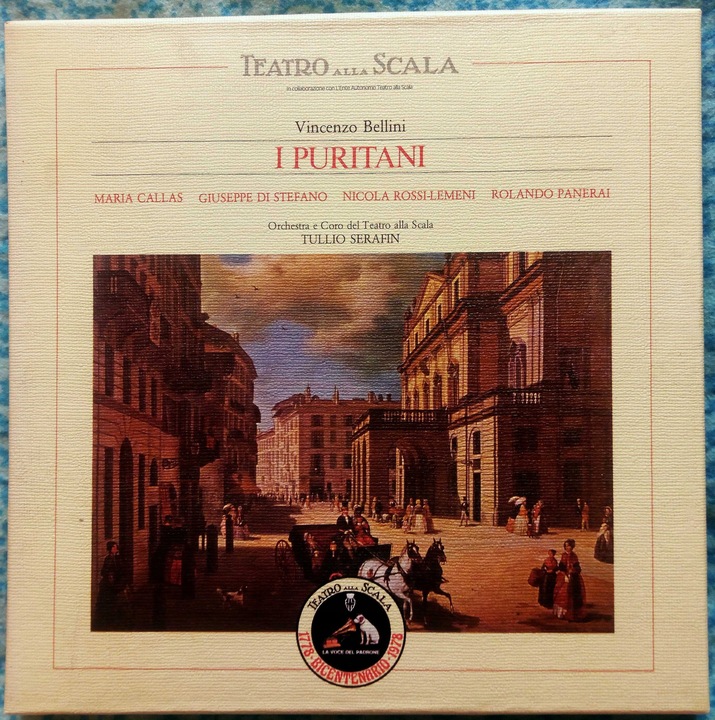 TEATRO ALLA SCALA
in collaborazione con L'Ente Autonomo Teatro alla Scala
Vincenzo Bellini
I PURITANI
MARIA CALLAS GIUSEPPE DI STEFANO NICOLA ROSSI-LEMENI ROLANDO PANERAI
Orchestra e Coro del Teatro alla Scala
TULLIO SERAFIN
TEATRO ALLA SCALA
LA VOCE DEL PADRONE
1778·BICENTENARIO·1978